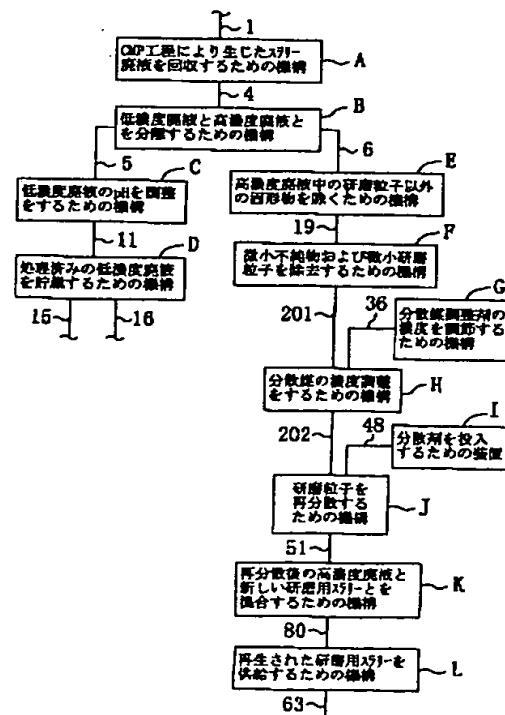 1
CMP工程により生じたスラリー
廃液を回収するための機構
A
4
低濃度廃液と高濃度廃液と
を分離するための機構
B
5
6
低濃度廃液のpHを調整
をするための機構
C
高濃度廃液中の研磨粒子以外
の固形物を除くための機構
E
11
19
処理済みの低濃度廃液
を貯蔵するための機構
D
微小不純物および微小研磨
粒子を除去するための機構
F
15
16
201
36
分散媒調整剤の
濃度を調節する
ための機構
G
分散媒の濃度調整
をするための機構
H
202
48
分散剤を投入
するための装置
I
研磨粒子を
再分散する
ための機構
J
51
再分散後の高濃度廃液と
新しい研磨用スラリーとを
混合するための機構
K
80
再生された研磨用スラリーを
供給するための機構
L
63